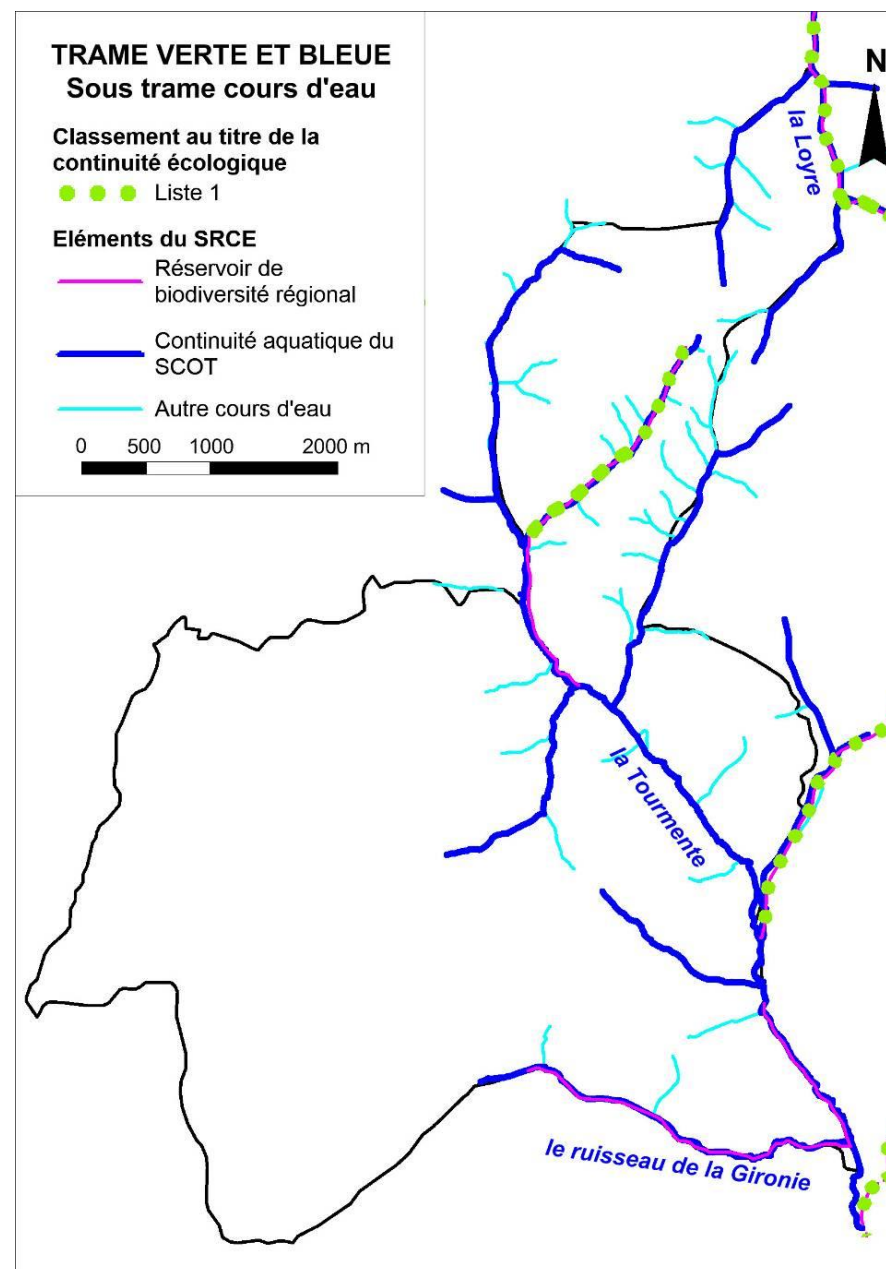 TRAME VERTE ET BLEUE
Sous trame cours d'eau
Classement au titre de la
continuité écologique
Liste 1
Eléments du SRCE
Réservoir de
biodiversité régional
Continuité aquatique du
SCOT
Autre cours d'eau
0 500 1000 2000 m
N
la Loyre
la Tourmente
le ruisseau de la Gironie